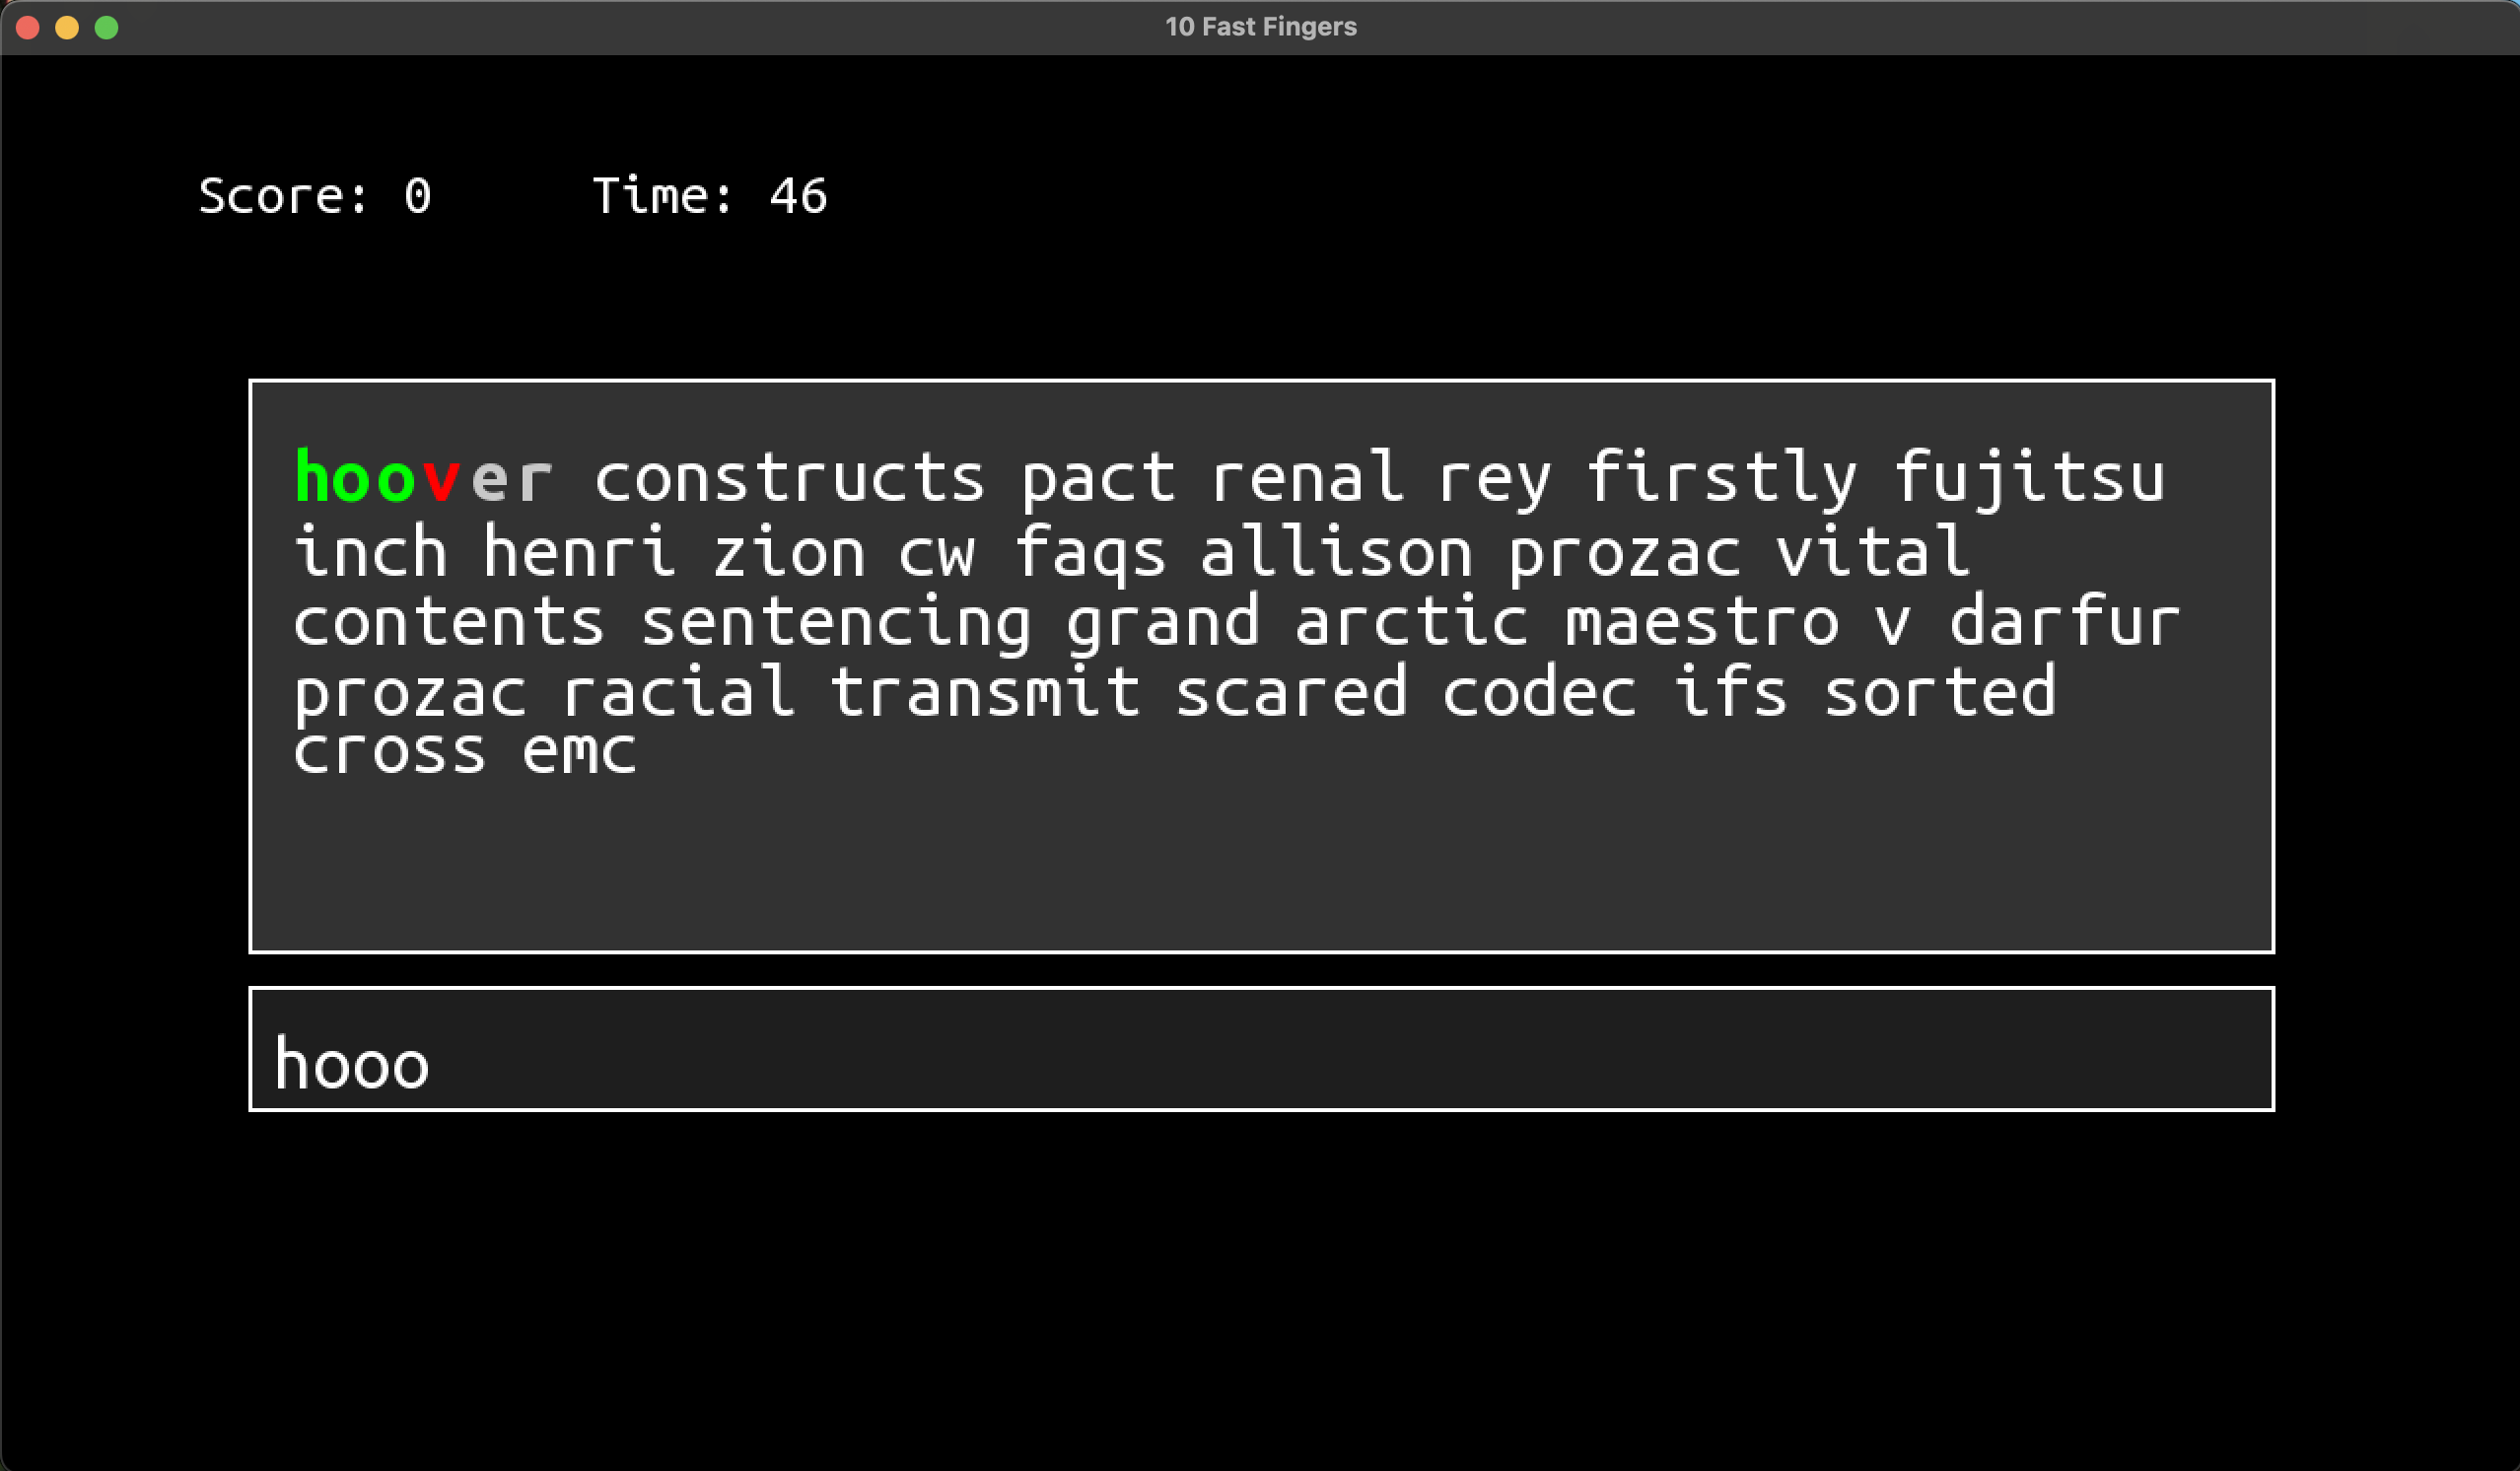 10 Fast Fingers
Score: 0 Time: 46
hoover constructs pact renal rey firstly fujitsu
inch henri zion cw faqs allison prozac vital
contents sentencing grand arctic maestro v darfur
prozac racial transmit scared codec ifs sorted
cross emc
hooo